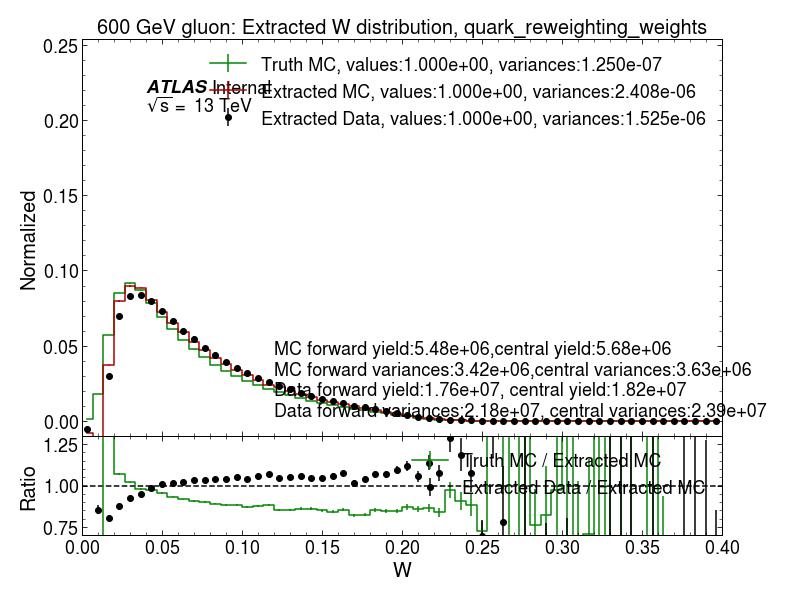 600 GeV gluon: Extracted W distribution, quark_reweighting_weights
0.25
0.20
0.15
0.10
0.05
0.00
Normalized
Truth MC, values:1.000e+00, variances:1.250e-07
Extracted MC, values:1.000e+00, variances:2.408e-06
Extracted Data, values:1.000e+00, variances:1.525e-06
ATLAS Internal
√s = 13 TeV
MC forward yield:5.48e+06,central yield:5.68e+06
MC forward variances:3.42e+06,central variances:3.63e+06
Data forward yield:1.76e+07, central yield:1.82e+07
Data forward variances:2.18e+07, central variances:2.39e+07
1.25
1.00
0.75
Ratio
Truth MC / Extracted MC
Extracted Data / Extracted MC
0.00 0.05 0.10 0.15 0.20 0.25 0.30 0.35 0.40
W